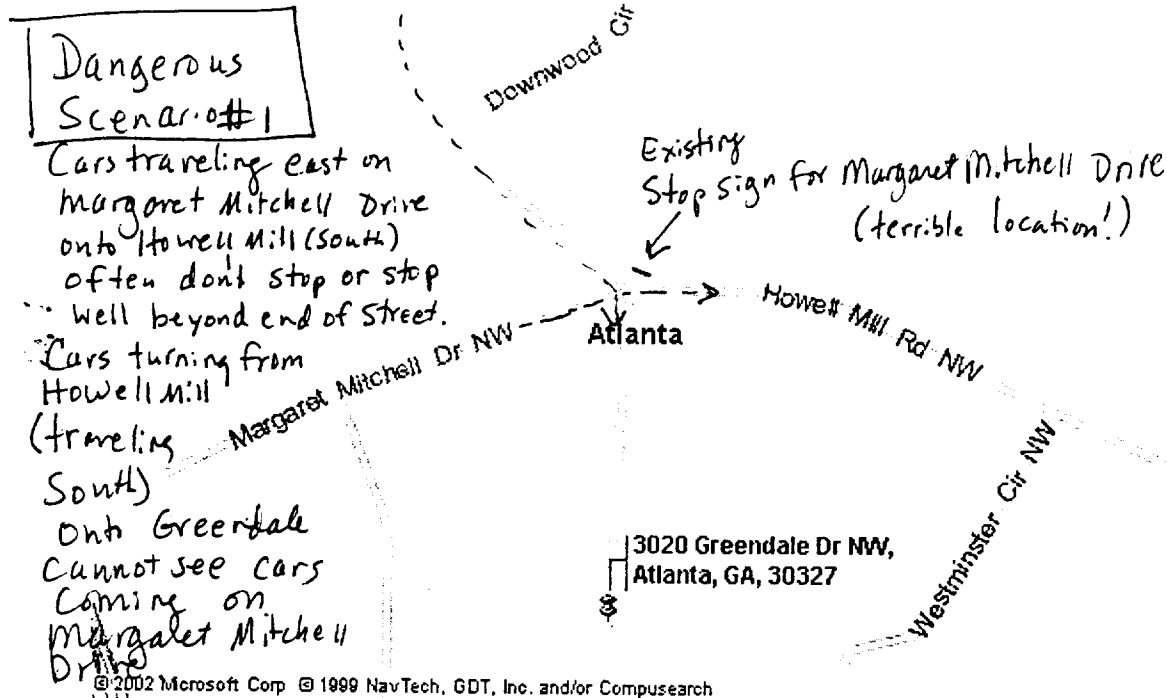 Dangerous
Scenario #1
Cars traveling east on
Margaret Mitchell Drive
onto Howell Mill (south)
often don't stop or stop
well beyond end of street.
Cars turning from
Howell Mill
(traveling
South)
onto Greendale
cannot see cars
coming on
Margaret Mitchell
Drive
Downwood Cir
Existing
Stop sign for Margaret Mitchell Drive
(terrible location!)
Howell Mill Rd NW
Atlanta
Margaret Mitchell Dr NW
Westminster Cir NW
3020 Greendale Dr NW,
Atlanta, GA, 30327
© 2002 Microsoft Corp © 1999 NavTech, GDT, Inc. and/or Compusearch